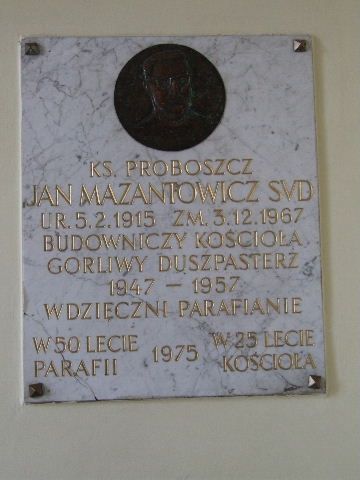 KS. PROBOSZCZ
JAN MAZANTOWICZ SVD
UR. 5.2.1915 ZM. 3.12.1967
BUDOWNICZY KOŚCIOŁA
GORLIWY DUSZPASTERZ
1947 – 1957
WDZIĘCZNI PARAFIANIE
W 50 LECIE
PARAFII
1975
W 25 LECIE
KOŚCIOŁA